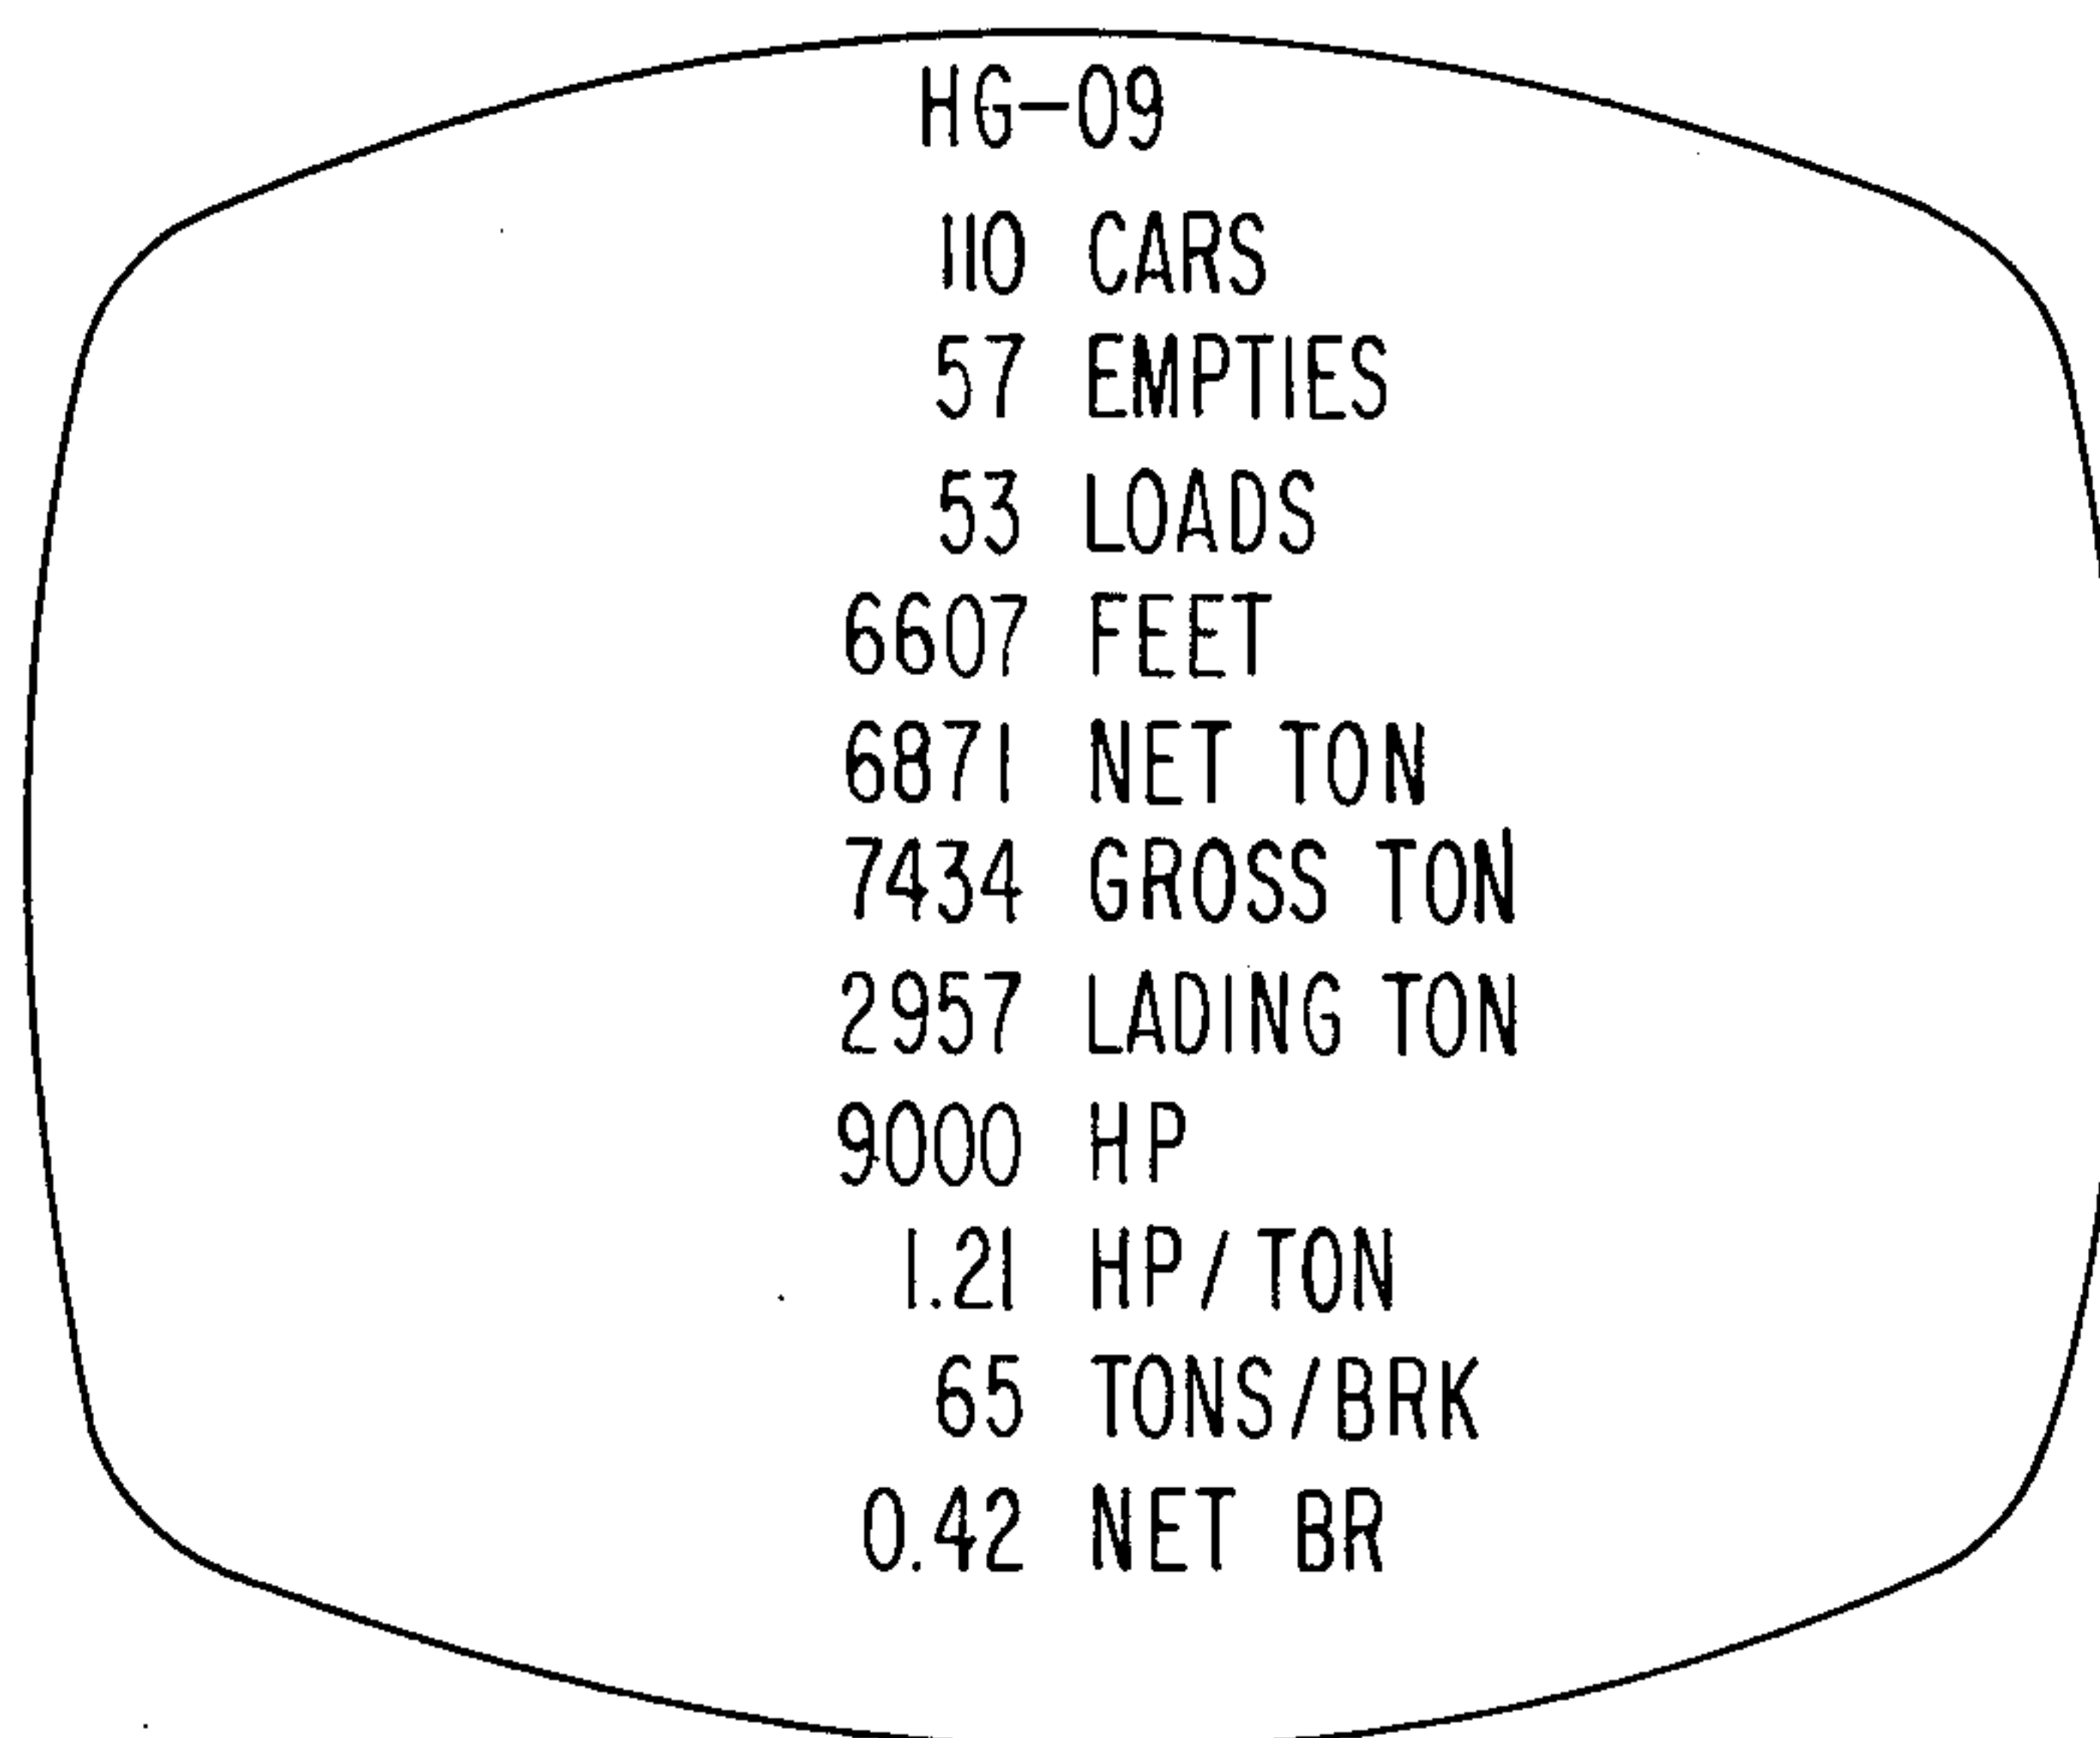 HG-09
110 CARS
57 EMPTIES
53 LOADS
6607 FEET
6871 NET TON
7434 GROSS TON
2957 LADING TON
9000 HP
1.21 HP/TON
65 TONS/BRK
0.42 NET BR